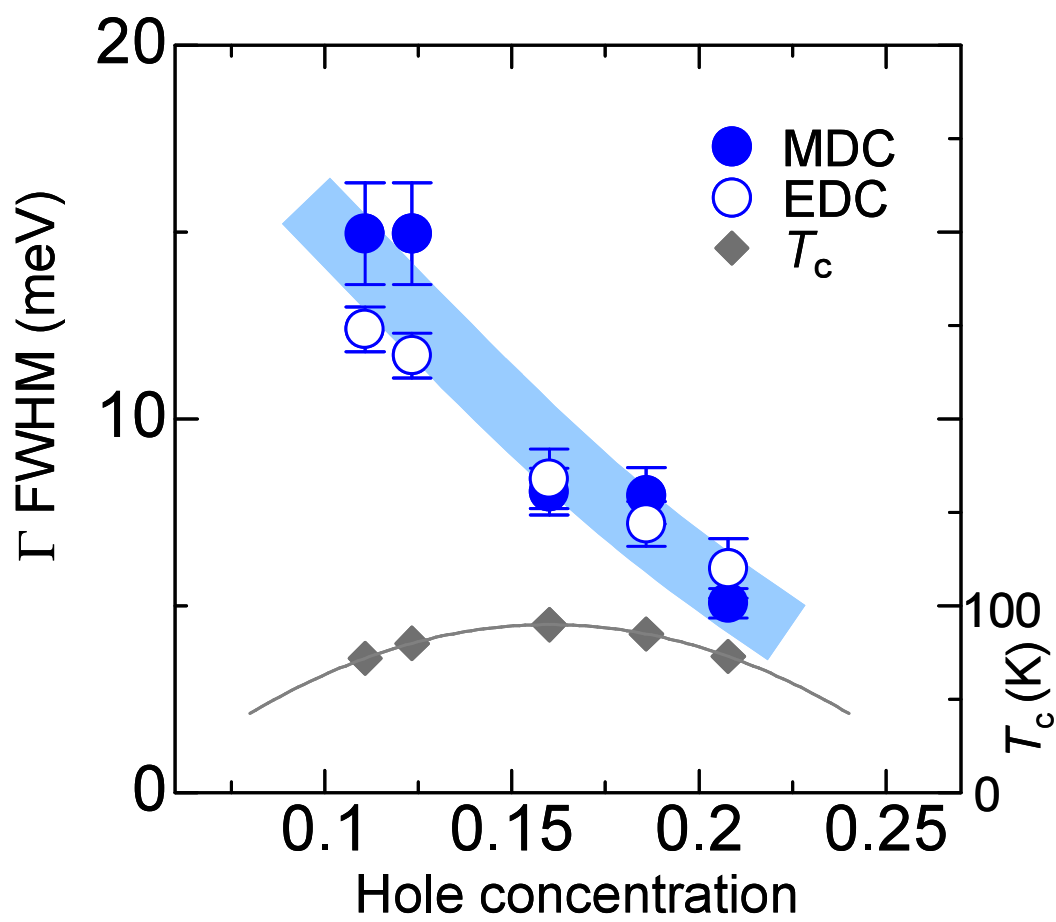 20
10
0
Γ FWHM (meV)
MDC
EDC
Tc
100
0
Tc (K)
0.1 0.15 0.2 0.25
Hole concentration